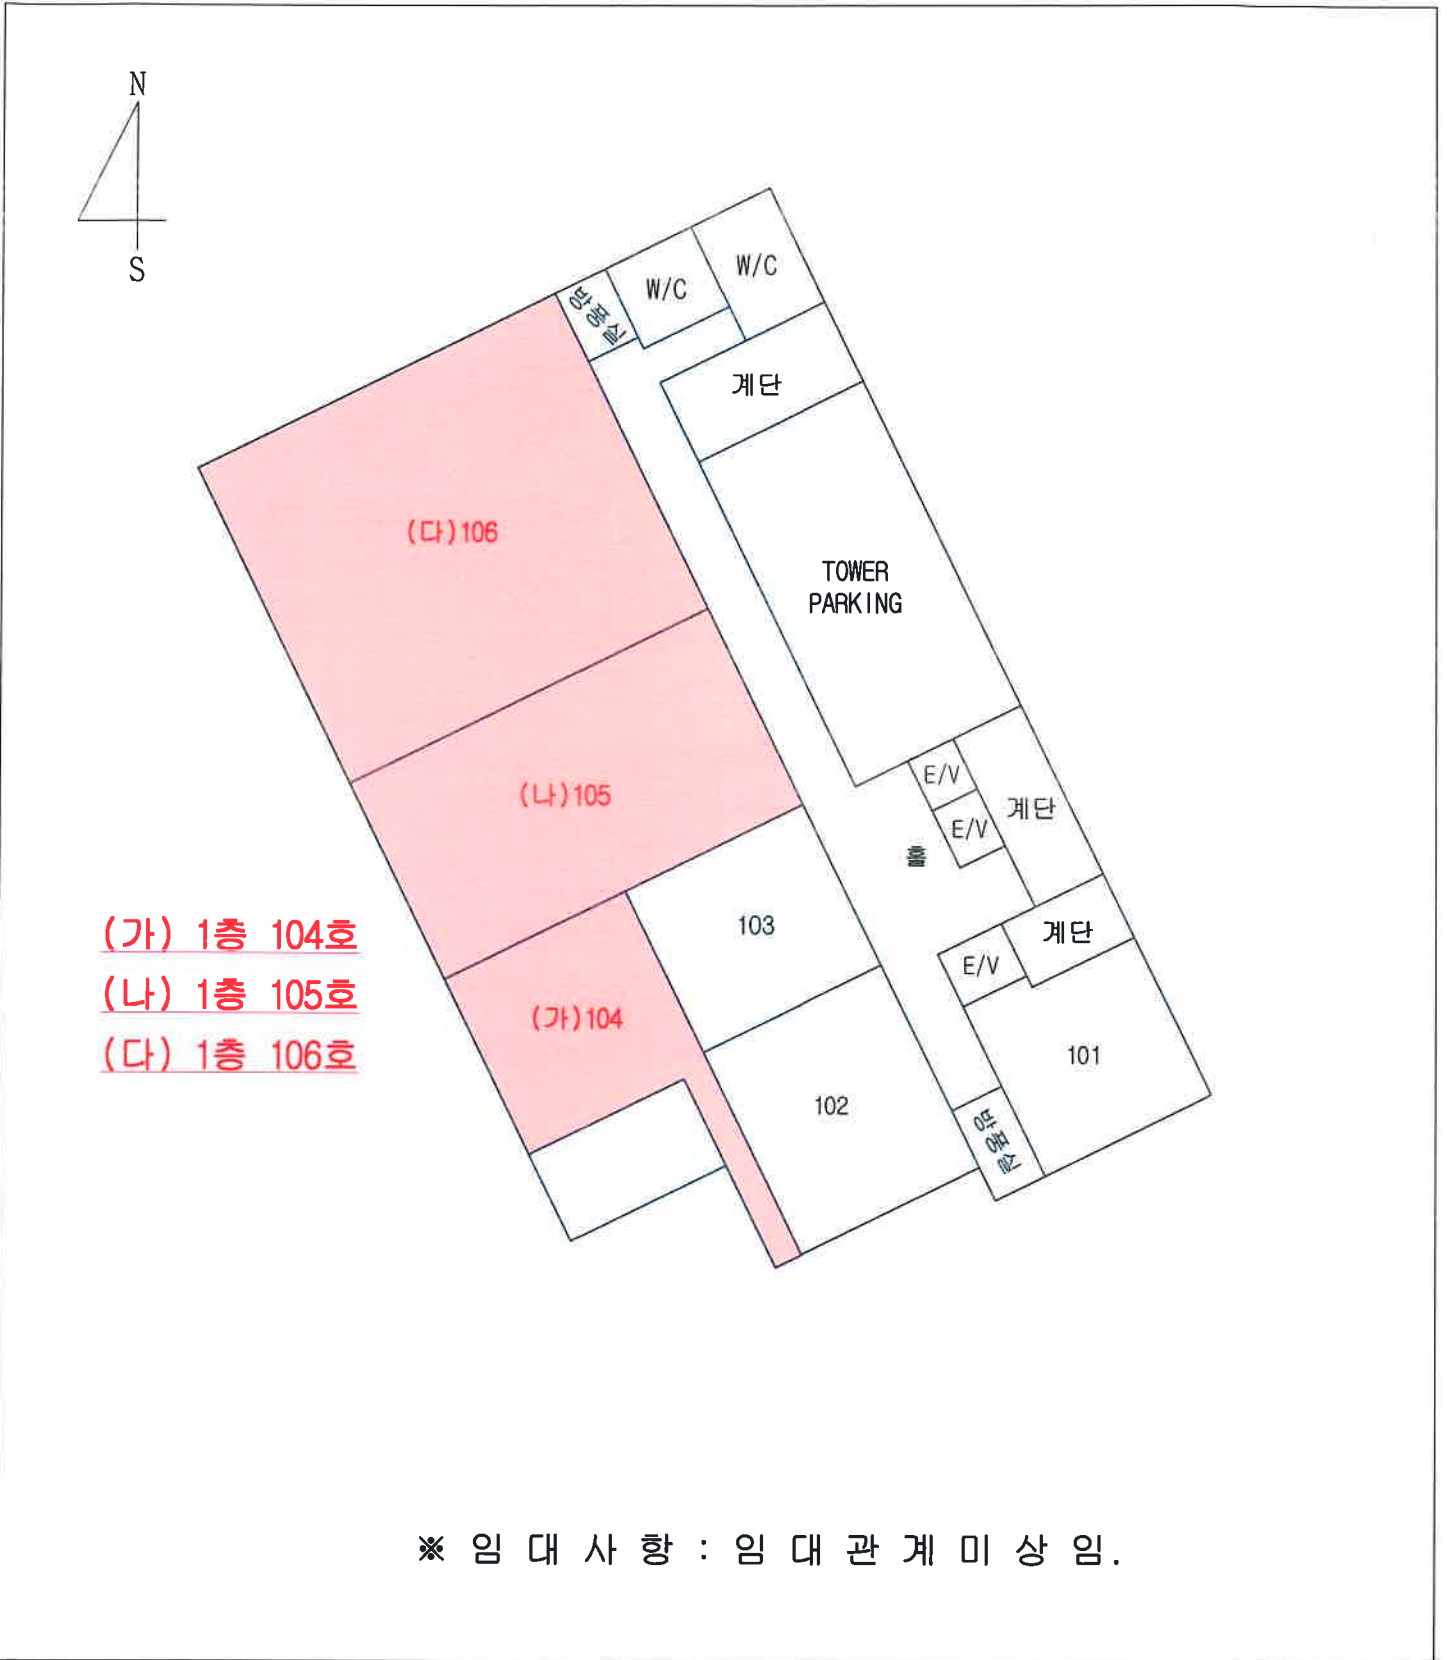 N
S
W/C
W/C
방풍실
계단
(다)106
TOWER
PARKING
E/V
(나)105
계단
E/V
홀
103
계단
(가) 1층 104호
E/V
(나) 1층 105호
(가)104
(다) 1층 106호
101
102
방풍실
※ 임 대 사 항 : 임 대 관 계 미 상 임.